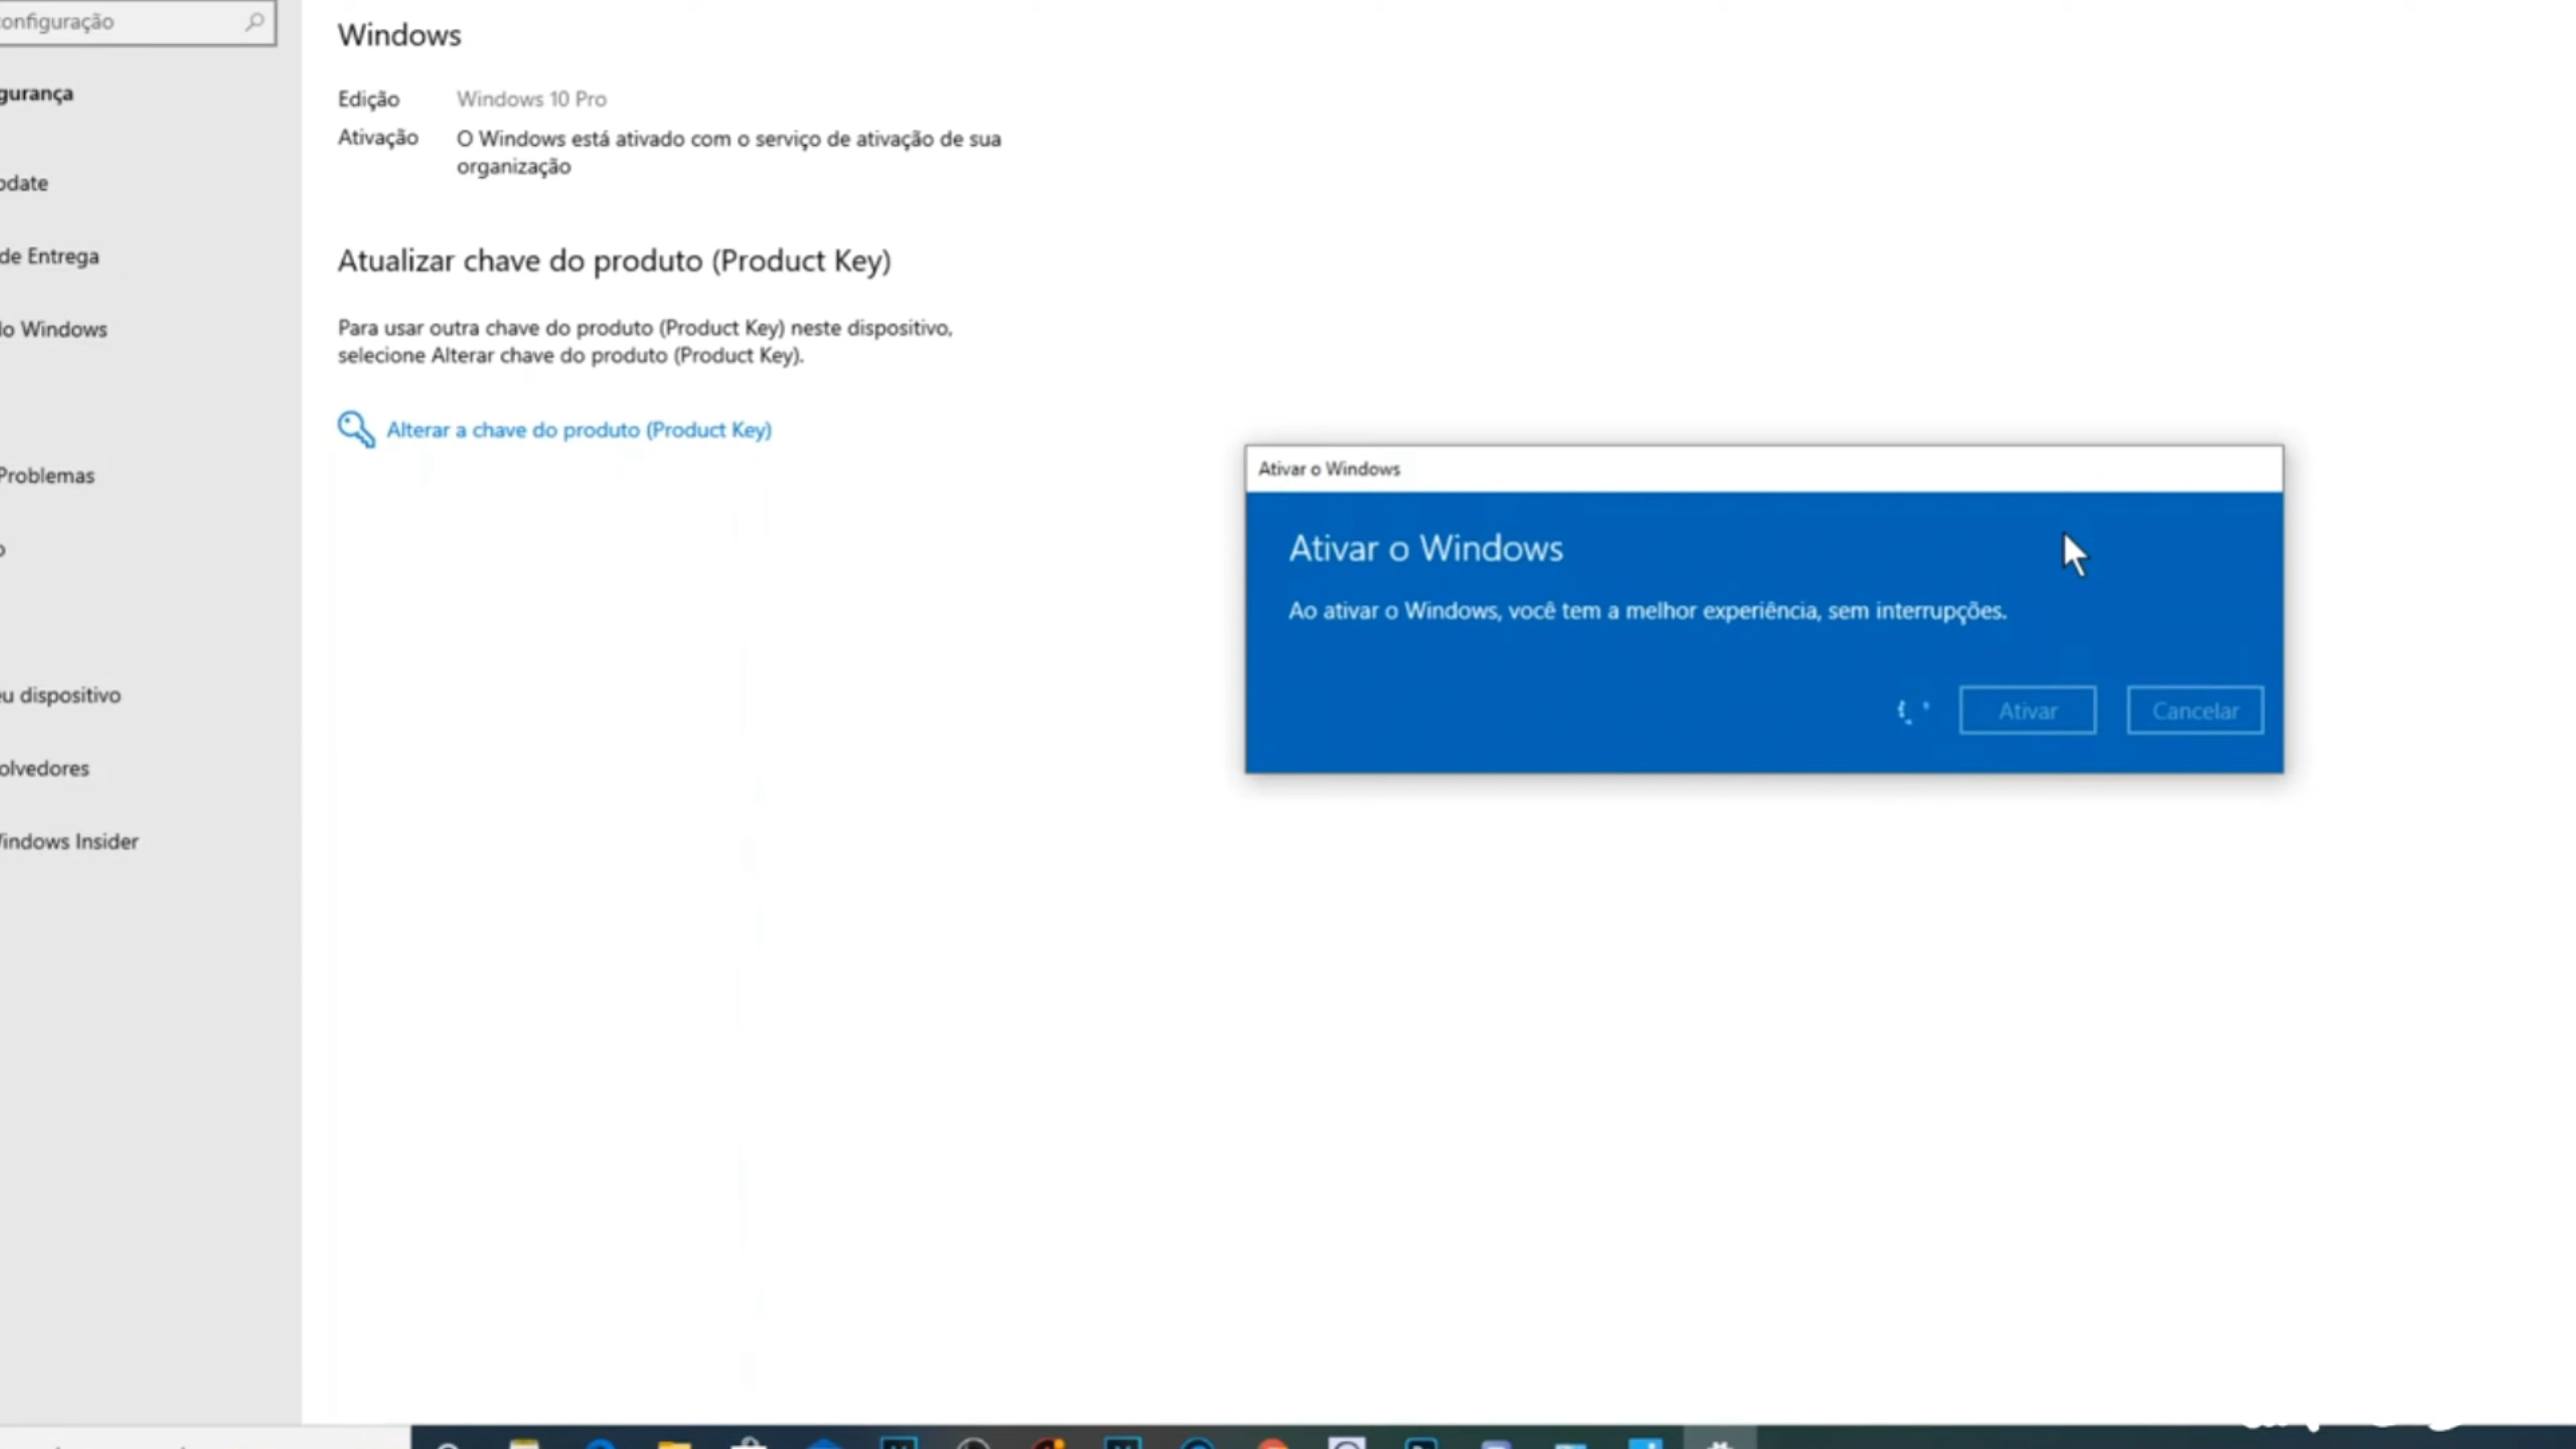 Windows
Edição Windows 10 Pro
Ativação O Windows está ativado com o serviço de ativação de sua
organização
Atualizar chave do produto (Product Key)
Para usar outra chave do produto (Product Key) neste dispositivo,
selecione Alterar chave do produto (Product Key).
Alterar a chave do produto (Product Key)
onfiguração
gurança
pdate
de Entrega
lo Windows
Problemas
o
eu dispositivo
olvedores
Windows Insider
Ativar o Windows
Ativar o Windows
Ao ativar o Windows, você tem a melhor experiência, sem interrupções.
Ativar Cancelar